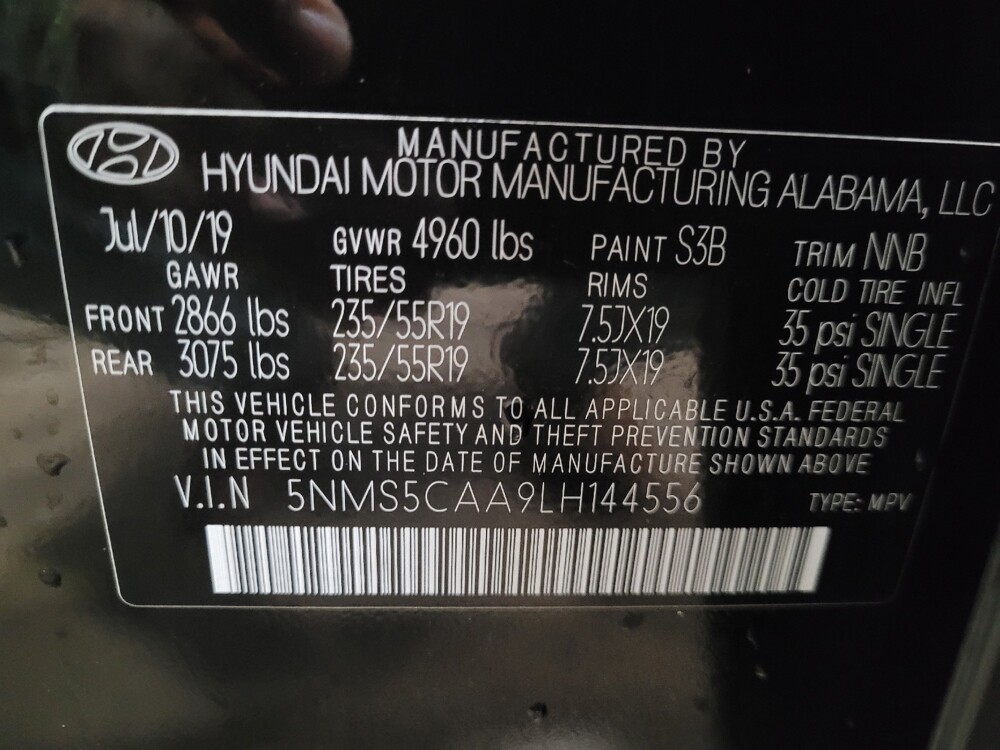 MANUFACTURED BY
HYUNDAI MOTOR MANUFACTURING ALABAMA, LLC
Jul/10/19 GVWR 4960 lbs PAINT S3B TRIM NNB
GAWR TIRES RIMS COLD TIRE INFL
FRONT 2866 lbs 235/55R19 7.5JX19 35 psi SINGLE
REAR 3075 lbs 235/55R19 7.5JX19 35 psi SINGLE
THIS VEHICLE CONFORMS TO ALL APPLICABLE U.S.A. FEDERAL
MOTOR VEHICLE SAFETY AND THEFT PREVENTION STANDARDS
IN EFFECT ON THE DATE OF MANUFACTURE SHOWN ABOVE
V.I.N 5NMS5CAA9LH144556 TYPE: MPV